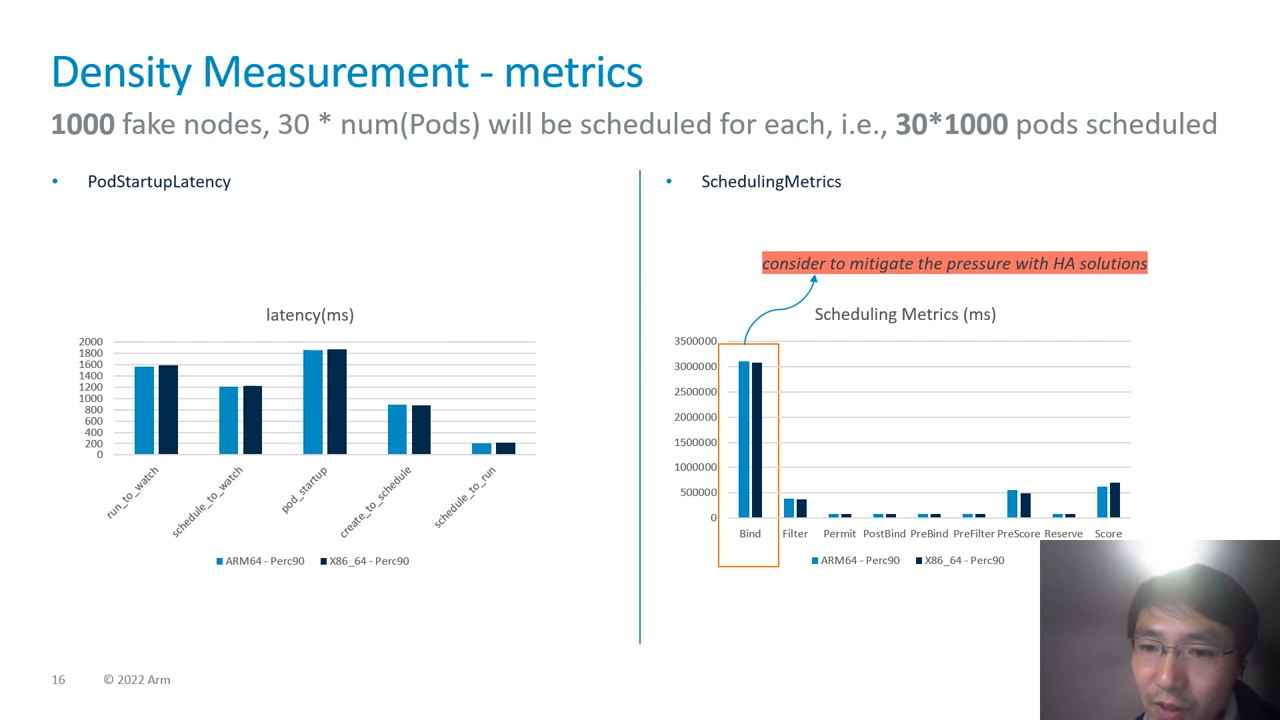 Density Measurement - metrics
1000 fake nodes, 30 * num(Pods) will be scheduled for each, i.e., 30*1000 pods scheduled
• PodStartupLatency
latency(ms)
2000
1800
1600
1400
1200
1000
800
600
400
200
0
run_to_watch
schedule_to_watch
pod_startup
create_to_schedule
schedule_to_run
ARM64 - Perc90 X86_64 - Perc90
• SchedulingMetrics
consider to mitigate the pressure with HA solutions
Scheduling Metrics (ms)
3500000
3000000
2500000
2000000
1500000
1000000
500000
0
Bind Filter Permit PostBind PreBind PreFilter PreScore Reserve Score
ARM64 - Perc90 X86_64 - Perc90
16 © 2022 Arm